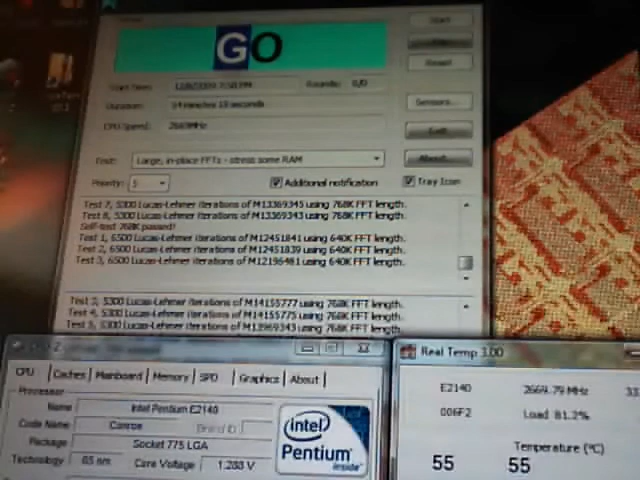 GO
Start
Start Time:
Rounds: 0/0
Duration: 14 minutes 13 seconds
Sensors...
CPU Speed: 2669MHz
Exit
Test: Large, in-place FFTs - stress some RAM
About...
Priority: 5 Additional notification Tray Icon
Test 7, 5300 Lucas-Lehmer iterations of M13369345 using 768K FFT length.
Test 8, 5300 Lucas-Lehmer iterations of M13369343 using 768K FFT length.
Self-test 768K passed!
Test 1, 6500 Lucas-Lehmer iterations of M12451841 using 640K FFT length.
Test 2, 6500 Lucas-Lehmer iterations of M12451839 using 640K FFT length.
Test 3, 6500 Lucas-Lehmer iterations of M12196481 using 640K FFT length.
Test 3, 5300 Lucas-Lehmer iterations of M14155777 using 768K FFT length.
Test 4, 5300 Lucas-Lehmer iterations of M14155775 using 768K FFT length.
Test 5, 5300 Lucas-Lehmer iterations of M13969343 using 768K FFT length.
CPU Caches Mainboard Memory SPD Graphics About
Processor
Name Intel Pentium E2140
Code Name Conroe Brand ID
Package Socket 775 LGA
Technology 65 nm Core Voltage 1.288 V
intel
Pentium
inside
Real Temp 3.00
E2140 2669.79 MHz 33
006F2 Load 81.2%
Temperature (°C)
55 55